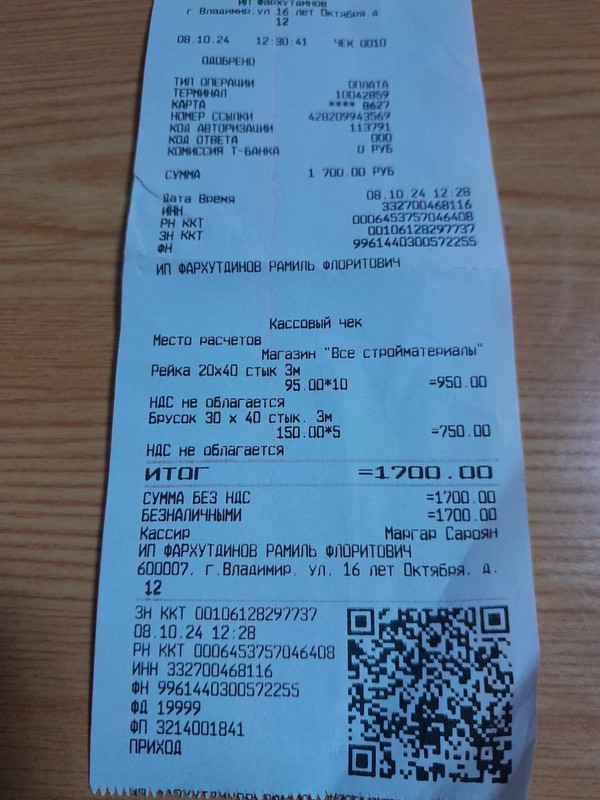 ИП ФАРХУТДИНОВ
г Владимир.ул 16 лет Октября.д
12
08.10.24 12:30:41 ЧЕК 0010
ОДОБРЕНО
ТИП ОПЕРАЦИИ ОПЛАТА
ТЕРМИНАЛ 10042859
КАРТА **** 8627
НОМЕР ССЫЛКИ 428209943569
КОД АВТОРИЗАЦИИ 113791
КОД ОТВЕТА 000
КОМИССИЯ Т-БАНКА 0 РУБ
СУММА 1 700.00 РУБ
Дата Время 08.10.24 12:28
ИНН 332700468116
РН ККТ 0006453757046408
ЗН ККТ 00106128297737
ФН 9961440300572255
ИП ФАРХУТДИНОВ РАМИЛЬ ФЛОРИТОВИЧ
Кассовый чек
Место расчетов
Магазин "Все стройматериалы"
Рейка 20х40 стык 3м
95.00*10 =950.00
НДС не облагается
Брусок 30 х 40 стык. 3м
150.00*5 =750.00
НДС не облагается
ИТОГ =1700.00
СУММА БЕЗ НДС =1700.00
БЕЗНАЛИЧНЫМИ =1700.00
Кассир Маргар Сароян
ИП ФАРХУТДИНОВ РАМИЛЬ ФЛОРИТОВИЧ
600007, г.Владимир, ул. 16 лет Октября, д.
12
ЗН ККТ 00106128297737
08.10.24 12:28
РН ККТ 0006453757046408
ИНН 332700468116
ФН 9961440300572255
ФД 19999
ФП 3214001841
ПРИХОД